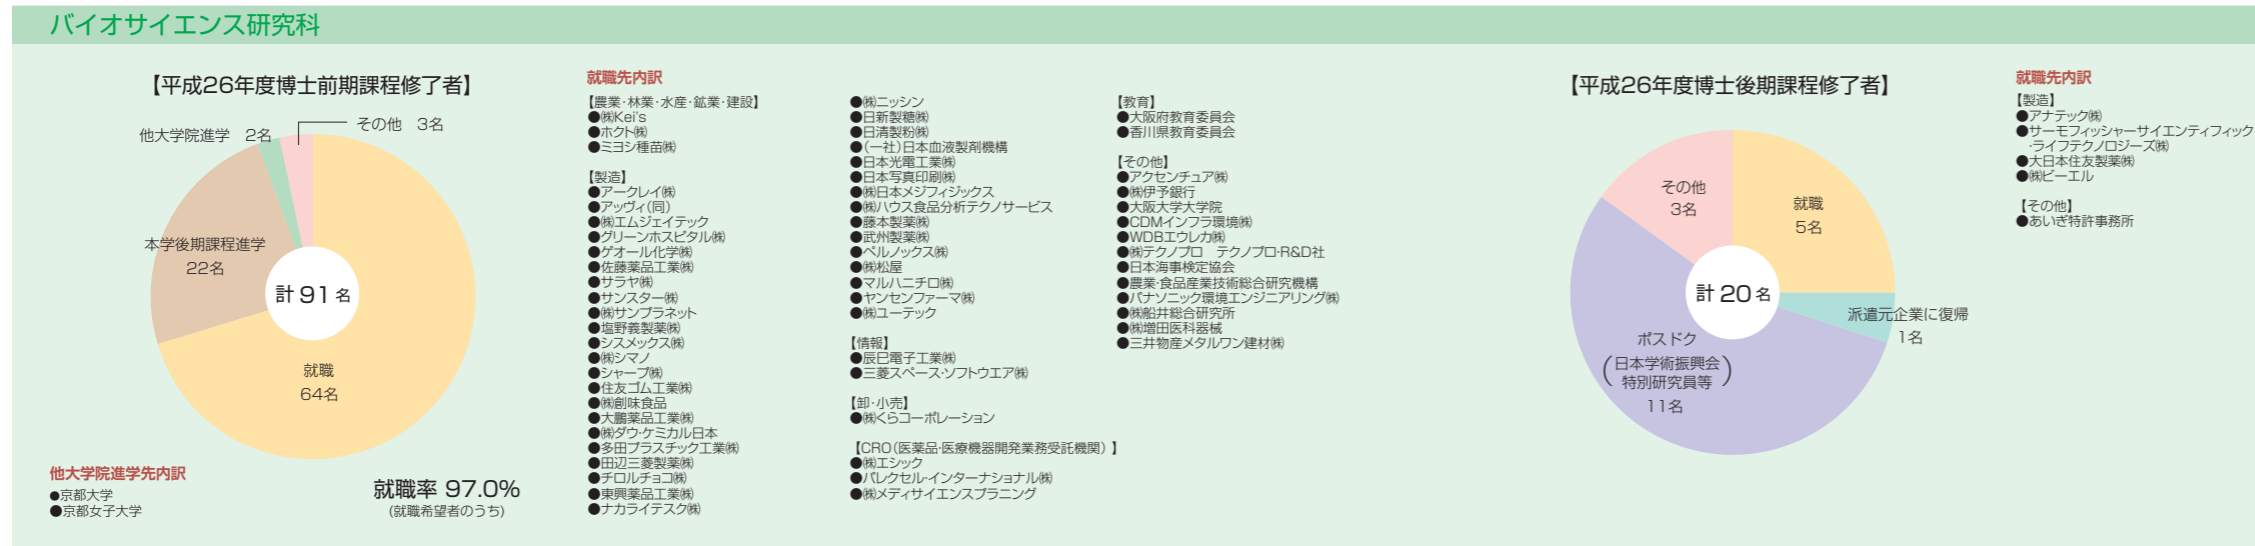 バイオサイエンス研究科
【平成26年度博士前期課程修了者】
その他 3名
他大学院進学 2名
本学後期課程進学
22名
計 91 名
就職
64名
他大学院進学先内訳
●京都大学
●京都女子大学
就職率 97.0%
(就職希望者のうち)
就職先内訳
【農業・林業・水産・鉱業・建設】
●㈱Kei's
●ホクト㈱
●ミヨシ種苗㈱
【製造】
●アークレイ㈱
●アッヴィ(同)
●㈱エムジェイテック
●グリーンホスピタル㈱
●ゲオール化学㈱
●佐藤薬品工業㈱
●サラヤ㈱
●サンスター㈱
●㈱サンプラネット
●塩野義製薬㈱
●シスメックス㈱
●㈱シマノ
●シャープ㈱
●住友ゴム工業㈱
●㈱創味食品
●大鵬薬品工業㈱
●㈱ダウ・ケミカル日本
●多田プラスチック工業㈱
●田辺三菱製薬㈱
●チロルチョコ㈱
●東興薬品工業㈱
●ナカライテスク㈱
●㈱ニッシン
●日新製糖㈱
●日清製粉㈱
●(一社)日本血液製剤機構
●日本光電工業㈱
●日本写真印刷㈱
●㈱日本メジフィジックス
●㈱ハウス食品分析テクノサービス
●藤本製薬㈱
●武州製薬㈱
●ペルノックス㈱
●㈱松屋
●マルハニチロ㈱
●ヤンセンファーマ㈱
●㈱ユーテック
【情報】
●辰巳電子工業㈱
●三菱スペース・ソフトウエア㈱
【卸・小売】
●㈱くらコーポレーション
【CRO(医薬品・医療機器開発業務受託機関)】
●㈱エシック
●パレクセル・インターナショナル㈱
●㈱メディサイエンスプラニング
【教育】
●大阪府教育委員会
●香川県教育委員会
【その他】
●アクセンチュア㈱
●㈱伊予銀行
●大阪大学大学院
●CDMインフラ環境㈱
●WDBエウレカ㈱
●㈱テクノプロ テクノプロ・R&D社
●日本海事検定協会
●農業・食品産業技術総合研究機構
●パナソニック環境エンジニアリング㈱
●㈱船井総合研究所
●㈱増田医科器械
●三井物産メタルワン建材㈱
【平成26年度博士後期課程修了者】
その他
3名
就職
5名
計 20 名
派遣元企業に復帰
1名
ポスドク
(日本学術振興会
特別研究員等)
11名
就職先内訳
【製造】
●アナテック㈱
●サーモフィッシャーサイエンティフィック
・ライフテクノロジーズ㈱
●大日本住友製薬㈱
●㈱ビーエル
【その他】
●あいぎ特許事務所